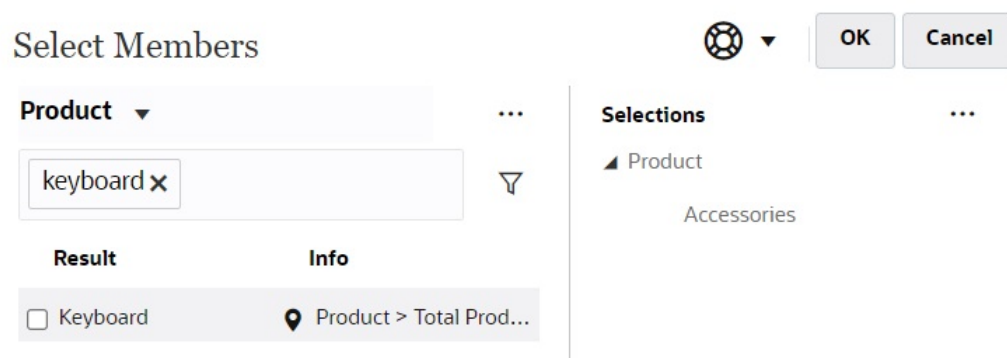 Select Members
OK
Cancel
Product
...
Selections
...
keyboard
Product
Accessories
Result
Info
Keyboard
Product > Total Prod...